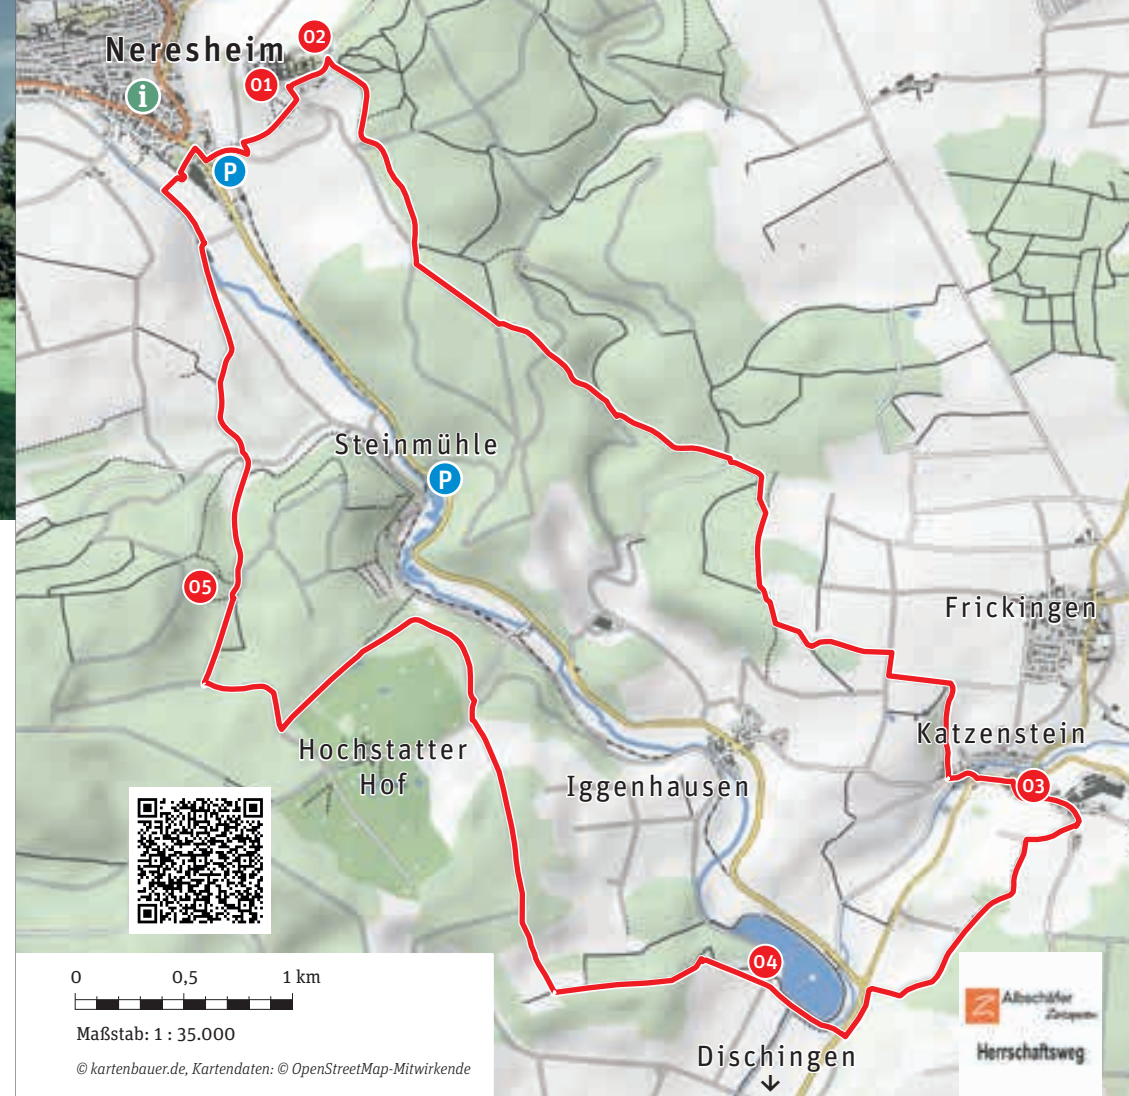 Neresheim
02
01
i
P
Steinmühle
P
05
Frickingen
Katzenstein
Hochstatter
Hof
Iggenhausen
03
04
0 0,5 1 km
Maßstab: 1 : 35.000
© kartenbauer.de, Kartendaten: © OpenStreetMap-Mitwirkende
Dischingen
Albschäfer
Herrschaftsweg